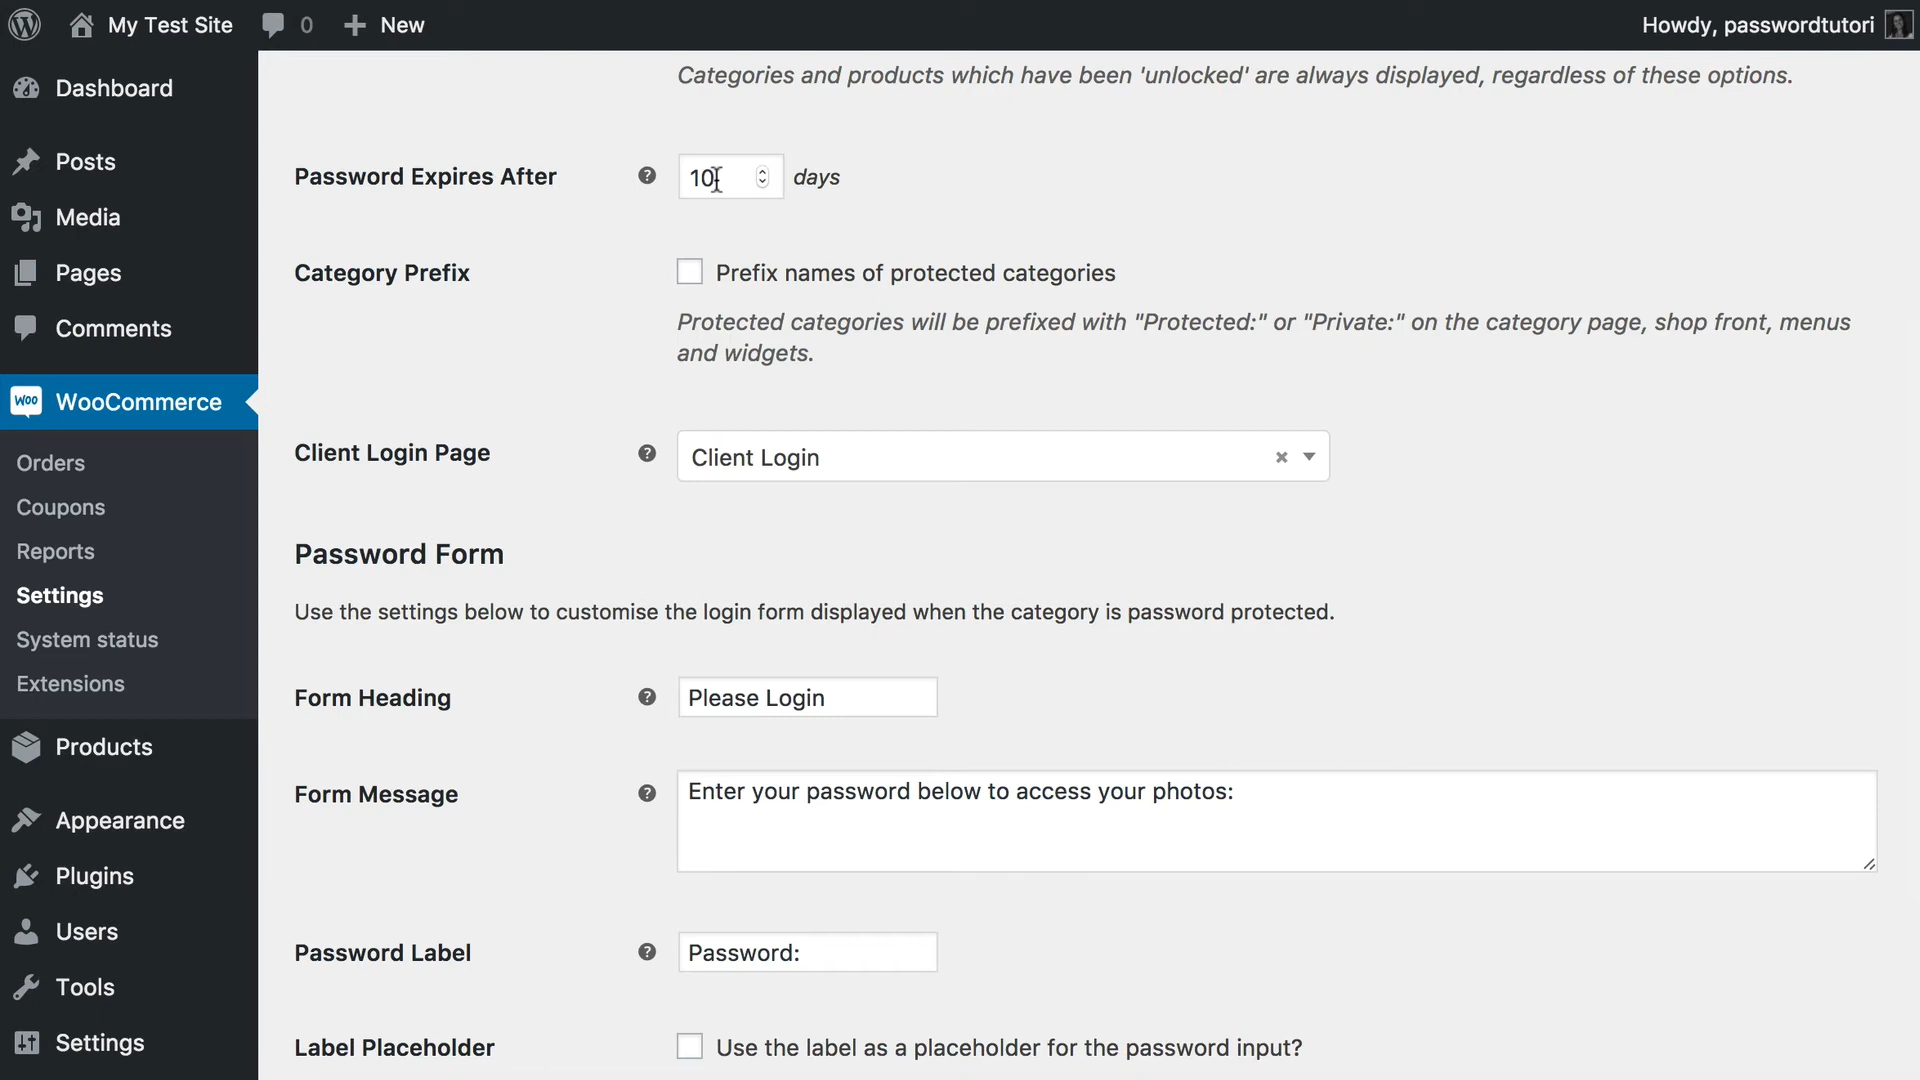 My Test Site
0
New
Howdy, passwordtutori
Dashboard
Posts
Media
Pages
Comments
WOO
WooCommerce
Orders
Coupons
Reports
Settings
System status
Extensions
Products
Appearance
Plugins
Users
Tools
Settings
Categories and products which have been 'unlocked' are always displayed, regardless of these options.
Password Expires After
?
10
days
Category Prefix
Prefix names of protected categories
Protected categories will be prefixed with "Protected:" or "Private:" on the category page, shop front, menus
and widgets.
Client Login Page
?
Client Login
×
Password Form
Use the settings below to customise the login form displayed when the category is password protected.
Form Heading
?
Please Login
Form Message
?
Enter your password below to access your photos:
Password Label
?
Password:
Label Placeholder
Use the label as a placeholder for the password input?